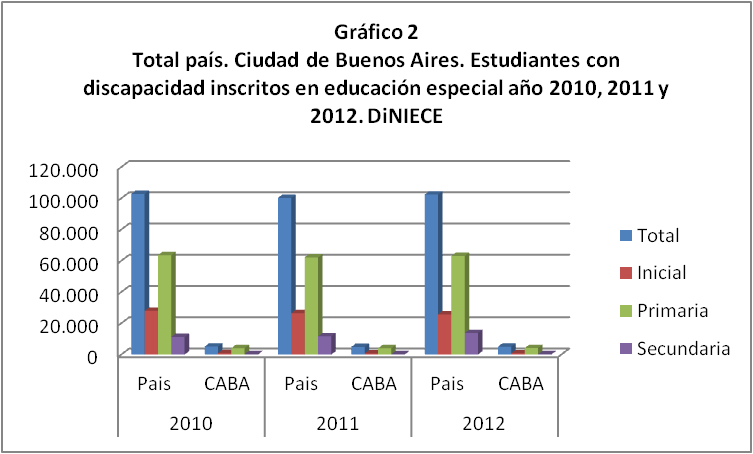 Gráfico 2
Total país. Ciudad de Buenos Aires. Estudiantes con
discapacidad inscritos en educación especial año 2010, 2011 y
2012. DiNIECE
120.000
100.000
80.000
60.000
40.000
20.000
0
Pais CABA Pais CABA Pais CABA
2010 2011 2012
Total
Inicial
Primaria
Secundaria